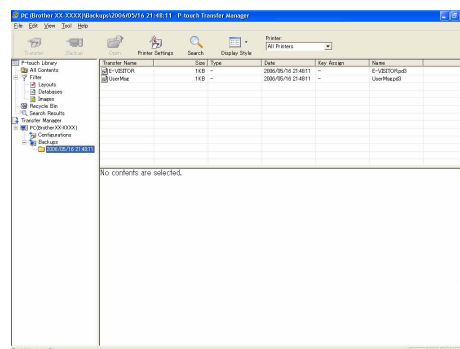 PC (Brother XX-XXXX)\Backups\2006/05/16 21:48:11 - P-touch Transfer Manager
File Edit View Tool Help
Transfer Backup Open Printer Settings Search Display Style
Printer:
All Printers
P-touch Library
All Contents
Filter
Layouts
Databases
Images
Recycle Bin
Search Results
Transfer Manager
PC(Brother XX-XXXX)
Configurations
Backups
2006/05/16 21:48:11
Transfer Name Size Type Date Key Assign Name
E-VISITOR 1KB - 2006/05/16 21:48:11 - E-VISITOR.pd3
UserMap 1KB - 2006/05/16 21:48:11 - UserMap.pd3
No contents are selected.